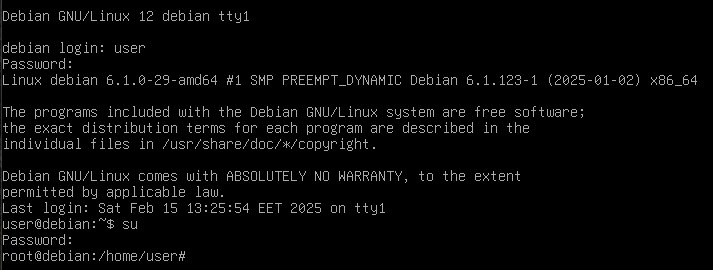 Debian GNU/Linux 12 debian tty1
debian login: user
Password:
Linux debian 6.1.0-29-amd64 #1 SMP PREEMPT_DYNAMIC Debian 6.1.123-1 (2025-01-02) x86_64
The programs included with the Debian GNU/Linux system are free software;
the exact distribution terms for each program are described in the
individual files in /usr/share/doc/*/copyright.
Debian GNU/Linux comes with ABSOLUTELY NO WARRANTY, to the extent
permitted by applicable law.
Last login: Sat Feb 15 13:25:54 EET 2025 on tty1
user@debian:~$ su
Password:
root@debian:/home/user#